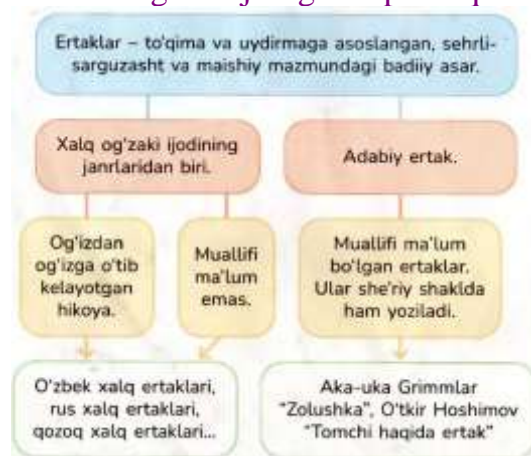 Ertaklar – to'qima va uydirmaga asoslangan, sehrli-
sarguzasht va maishiy mazmundagi badiiy asar.
Xalq og'zaki ijodining
janrlaridan biri.
Adabiy ertak.
Og'izdan
og'izga o'tib
kelayotgan
hikoya.
Muallifi
ma'lum
emas.
Muallifi ma'lum
bo'lgan ertaklar.
Ular she'riy shaklda
ham yoziladi.
O'zbek xalq ertaklari,
rus xalq ertaklari,
qozoq xalq ertaklari...
Aka-uka Grimmlar
"Zolushka", O'tkir Hoshimov
"Tomchi haqida ertak"